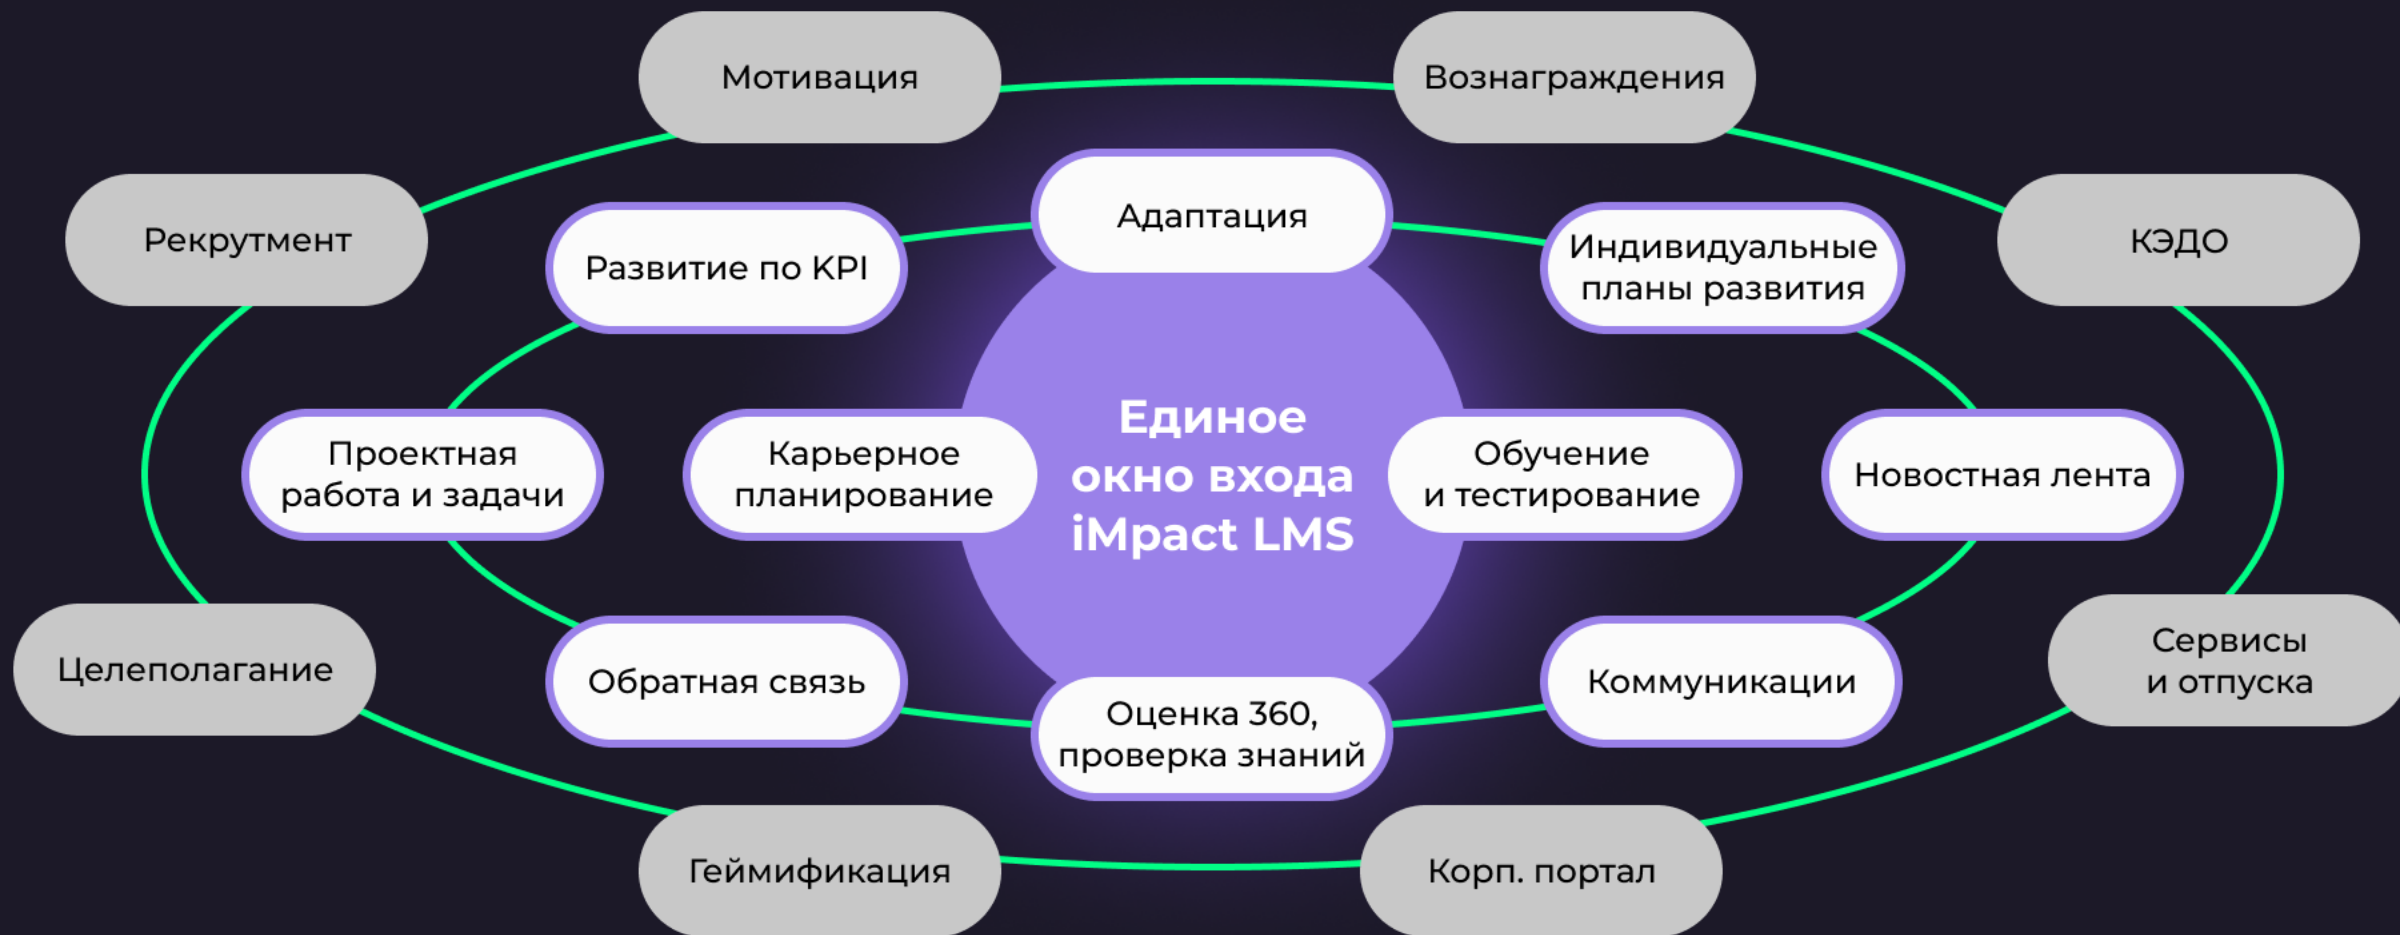 Мотивация
Вознаграждения
Рекрутмент
КЭДО
Адаптация
Развитие по KPI
Индивидуальные
планы развития
Проектная
работа и задачи
Карьерное
планирование
Единое
окно входа
iMpact LMS
Обучение
и тестирование
Новостная лента
Целеполагание
Обратная связь
Оценка 360,
проверка знаний
Коммуникации
Сервисы
и отпуска
Геймификация
Корп. портал